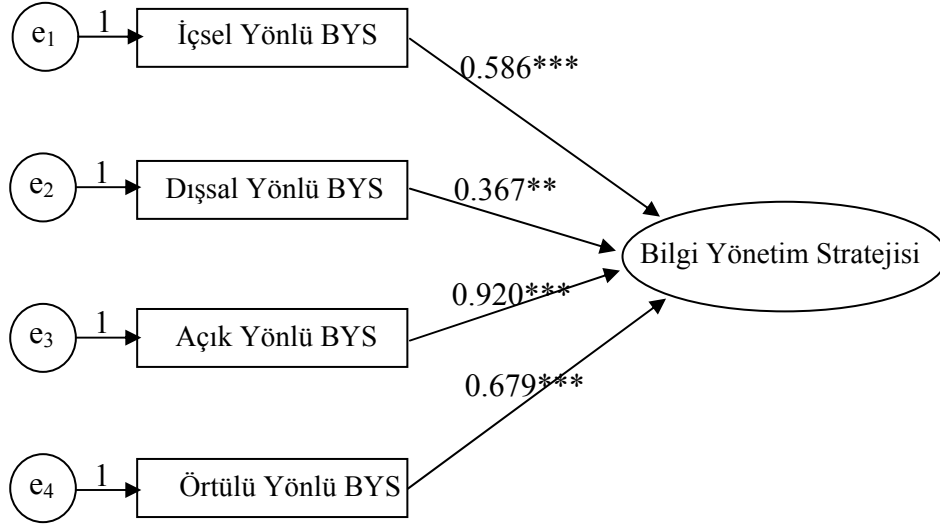 e1 1 İçsel Yönlü BYS
0.586***
e2 1 Dışsal Yönlü BYS 0.367**
Bilgi Yönetim Stratejisi
0.920***
e3 1 Açık Yönlü BYS
0.679***
e4 1 Örtülü Yönlü BYS